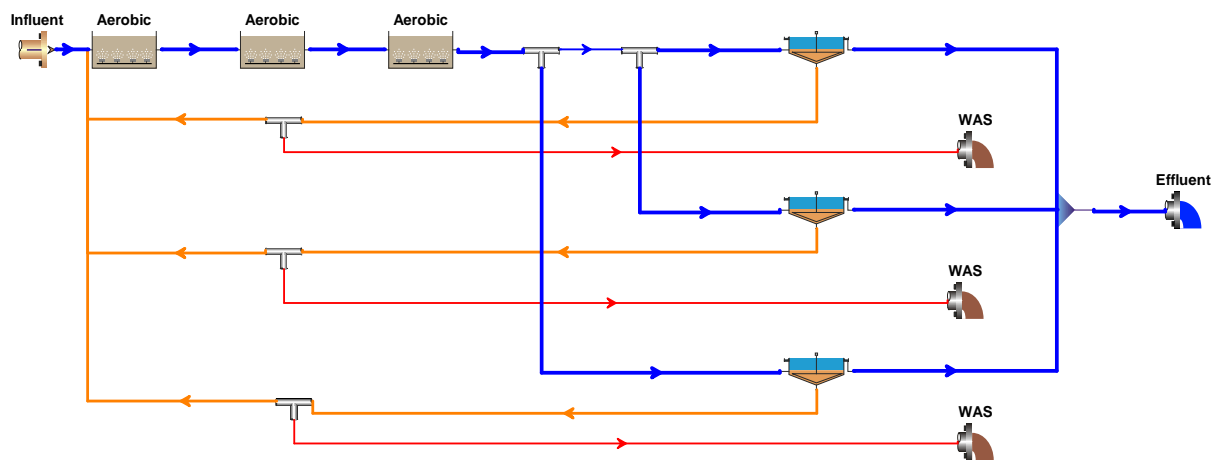 Influent
Aerobic
Aerobic
Aerobic
WAS
Effluent
WAS
WAS